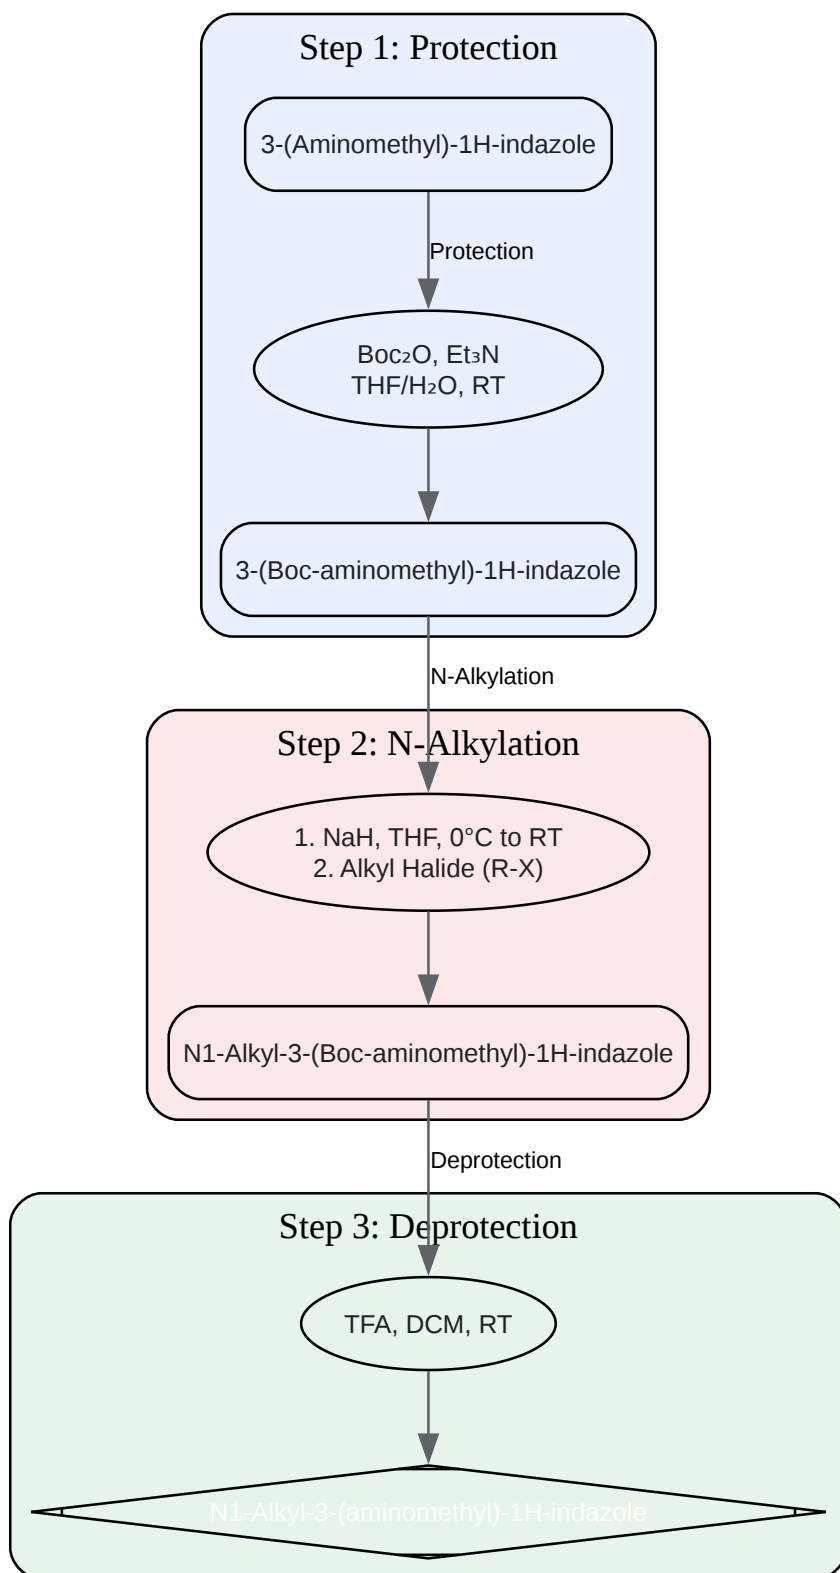 Step 1: Protection
3-(Aminomethyl)-1H-indazole
Protection
Boc₂O, Et₃N
THF/H₂O, RT
3-(Boc-aminomethyl)-1H-indazole
N-Alkylation
Step 2: N-Alkylation
1. NaH, THF, 0°C to RT
2. Alkyl Halide (R-X)
N1-Alkyl-3-(Boc-aminomethyl)-1H-indazole
Deprotection
Step 3: Deprotection
TFA, DCM, RT
N1-Alkyl-3-(aminomethyl)-1H-indazole